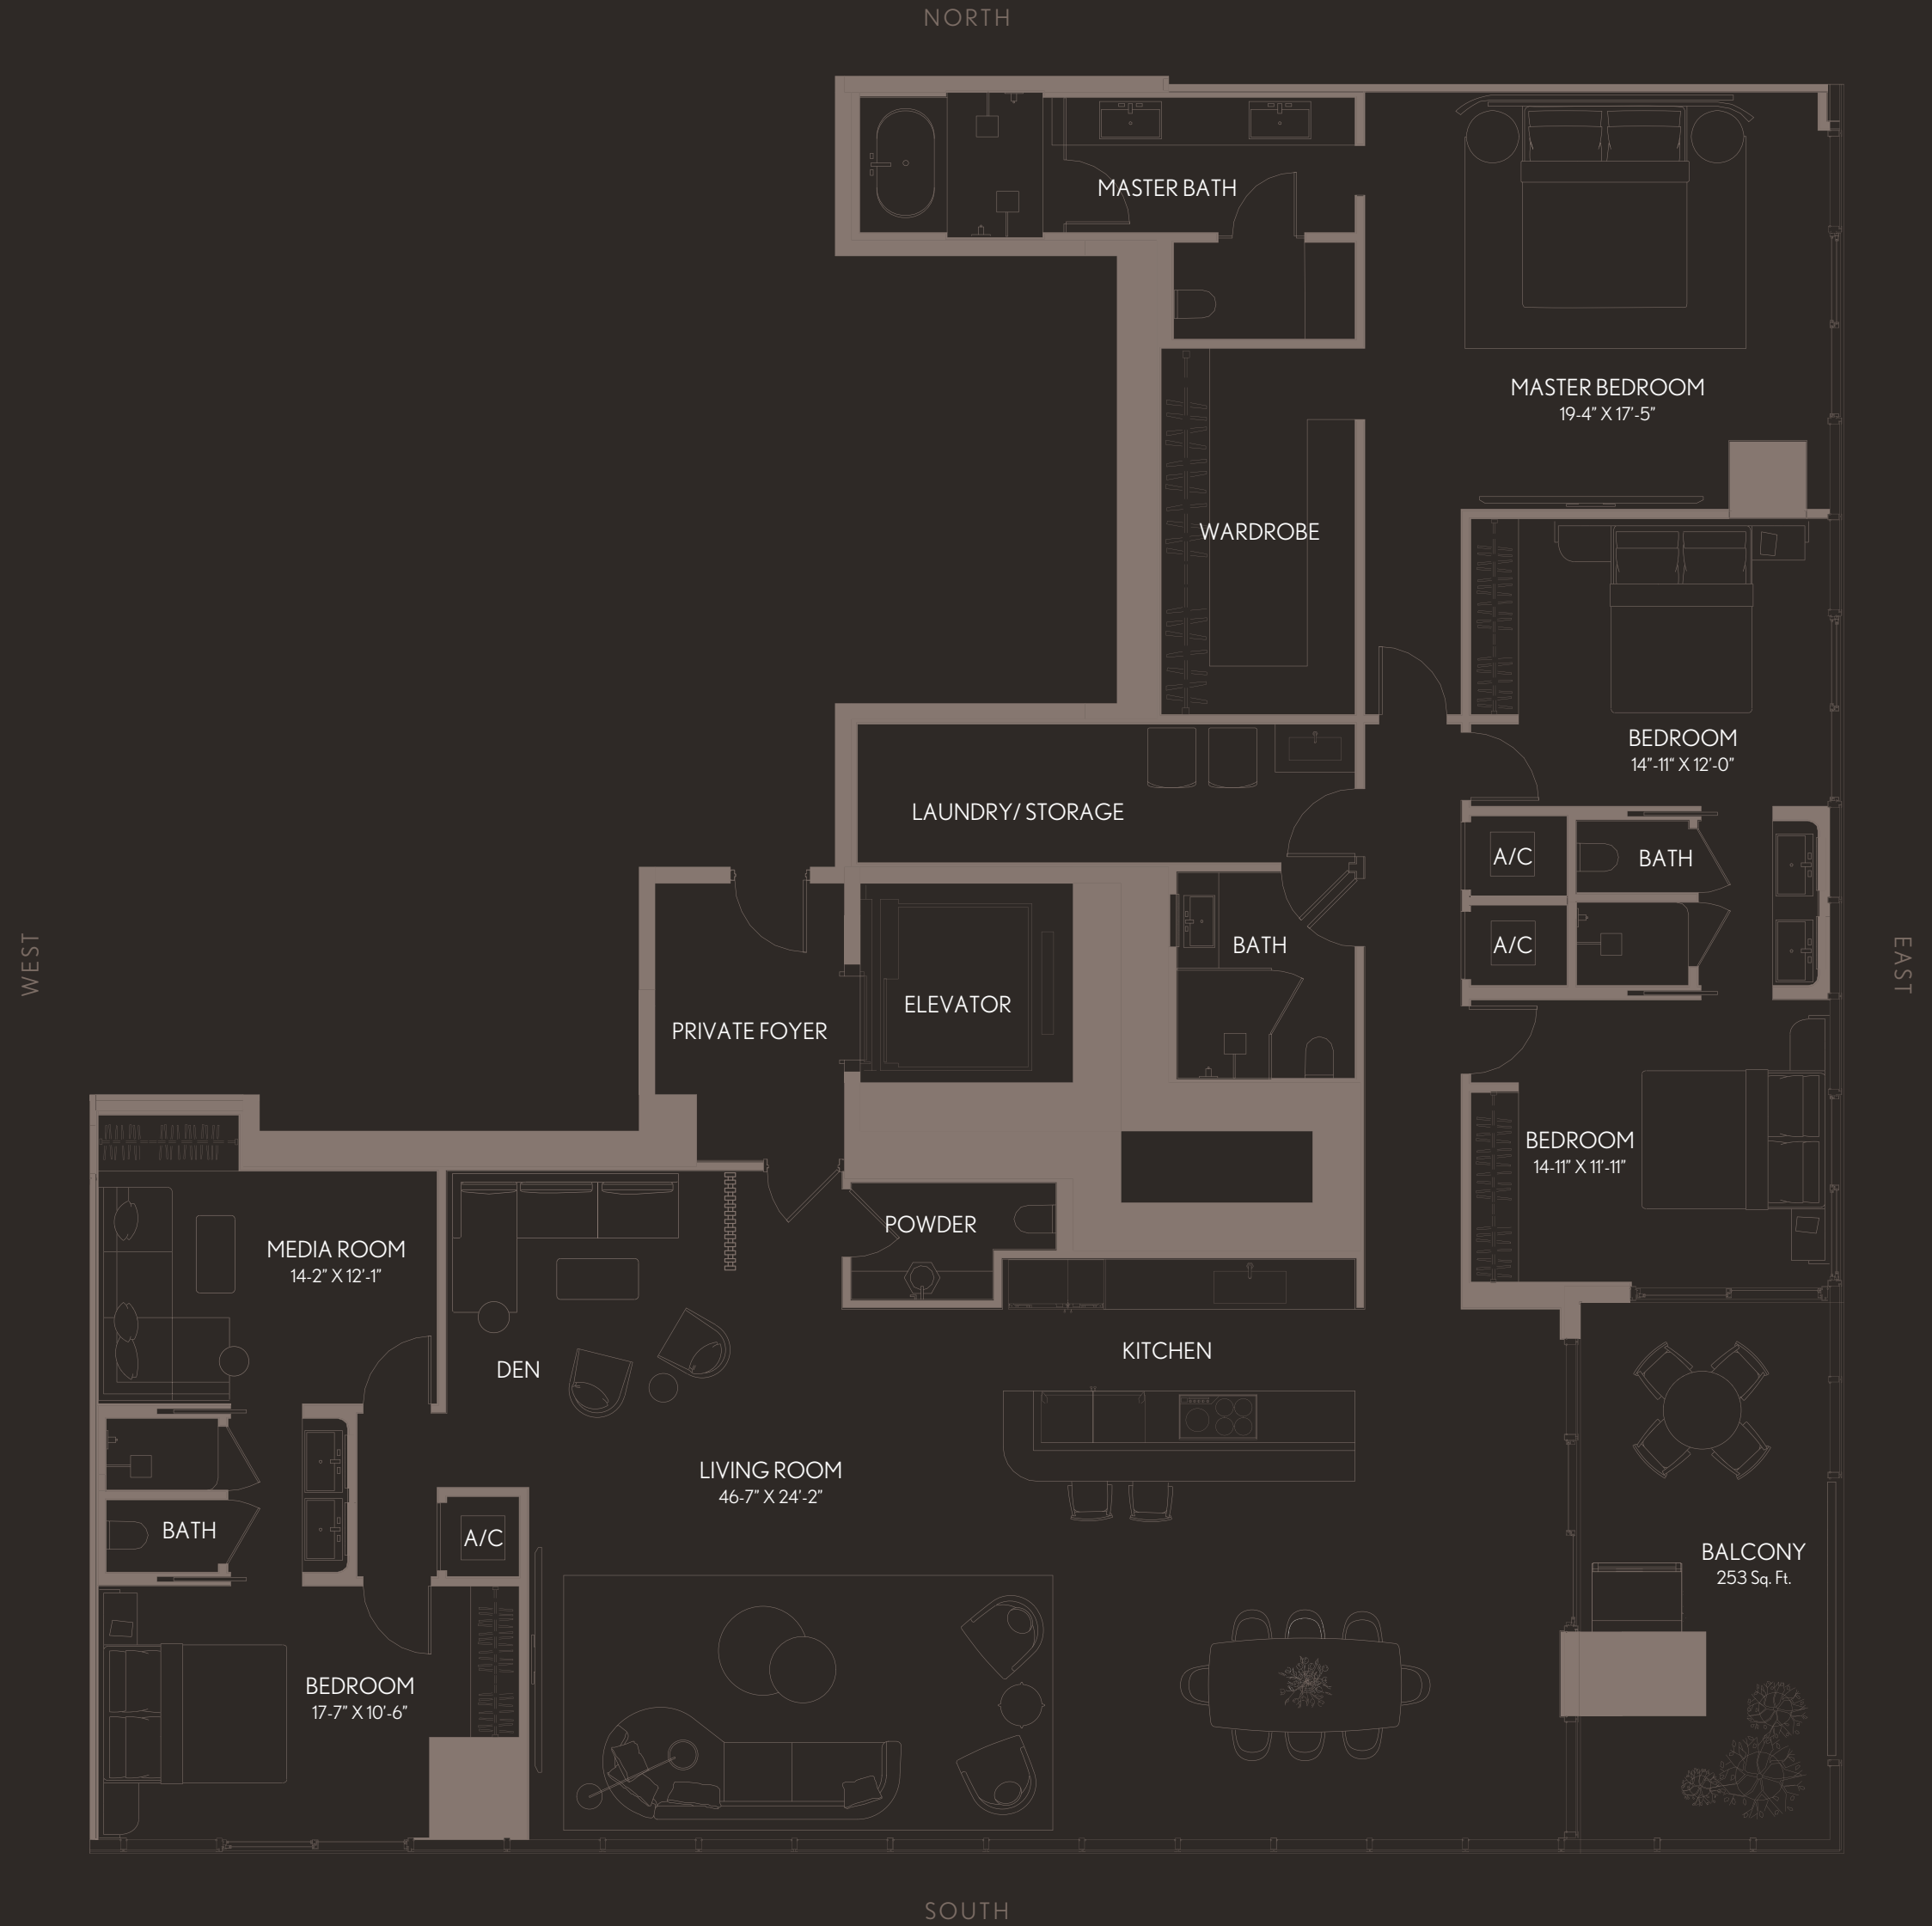 NORTH
MASTER BATH
MASTER BEDROOM
19-4” X 17’-5”
WARDROBE
BEDROOM
14”-11“ X 12’-0”
LAUNDRY/ STORAGE
A/C
BATH
WEST
EAST
A/C
BATH
ELEVATOR
PRIVATE FOYER
BEDROOM
14-11” X 11’-11”
POWDER
MEDIA ROOM
14-2” X 12’-1”
KITCHEN
DEN
LIVING ROOM
46-7” X 24’-2”
BATH
A/C
BALCONY
253 Sq. Ft.
BEDROOM
17-7” X 10’-6”
SOUTH